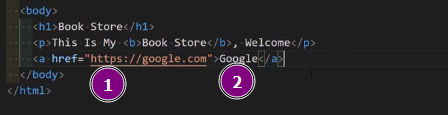 <body>
<h1>Book Store</h1>
<p>This Is My <b>Book Store</b>, Welcome</p>
<a href="https://google.com">Google</a>
1 2
</body>
</html>